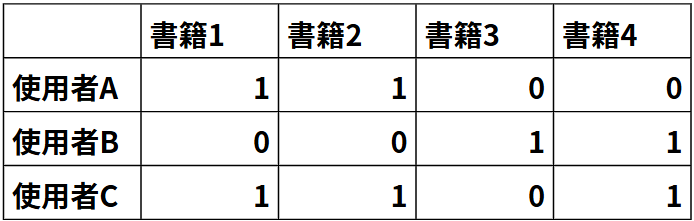 書籍1 書籍2 書籍3 書籍4
使用者A 1 1 0 0
使用者B 0 0 1 1
使用者C 1 1 0 1